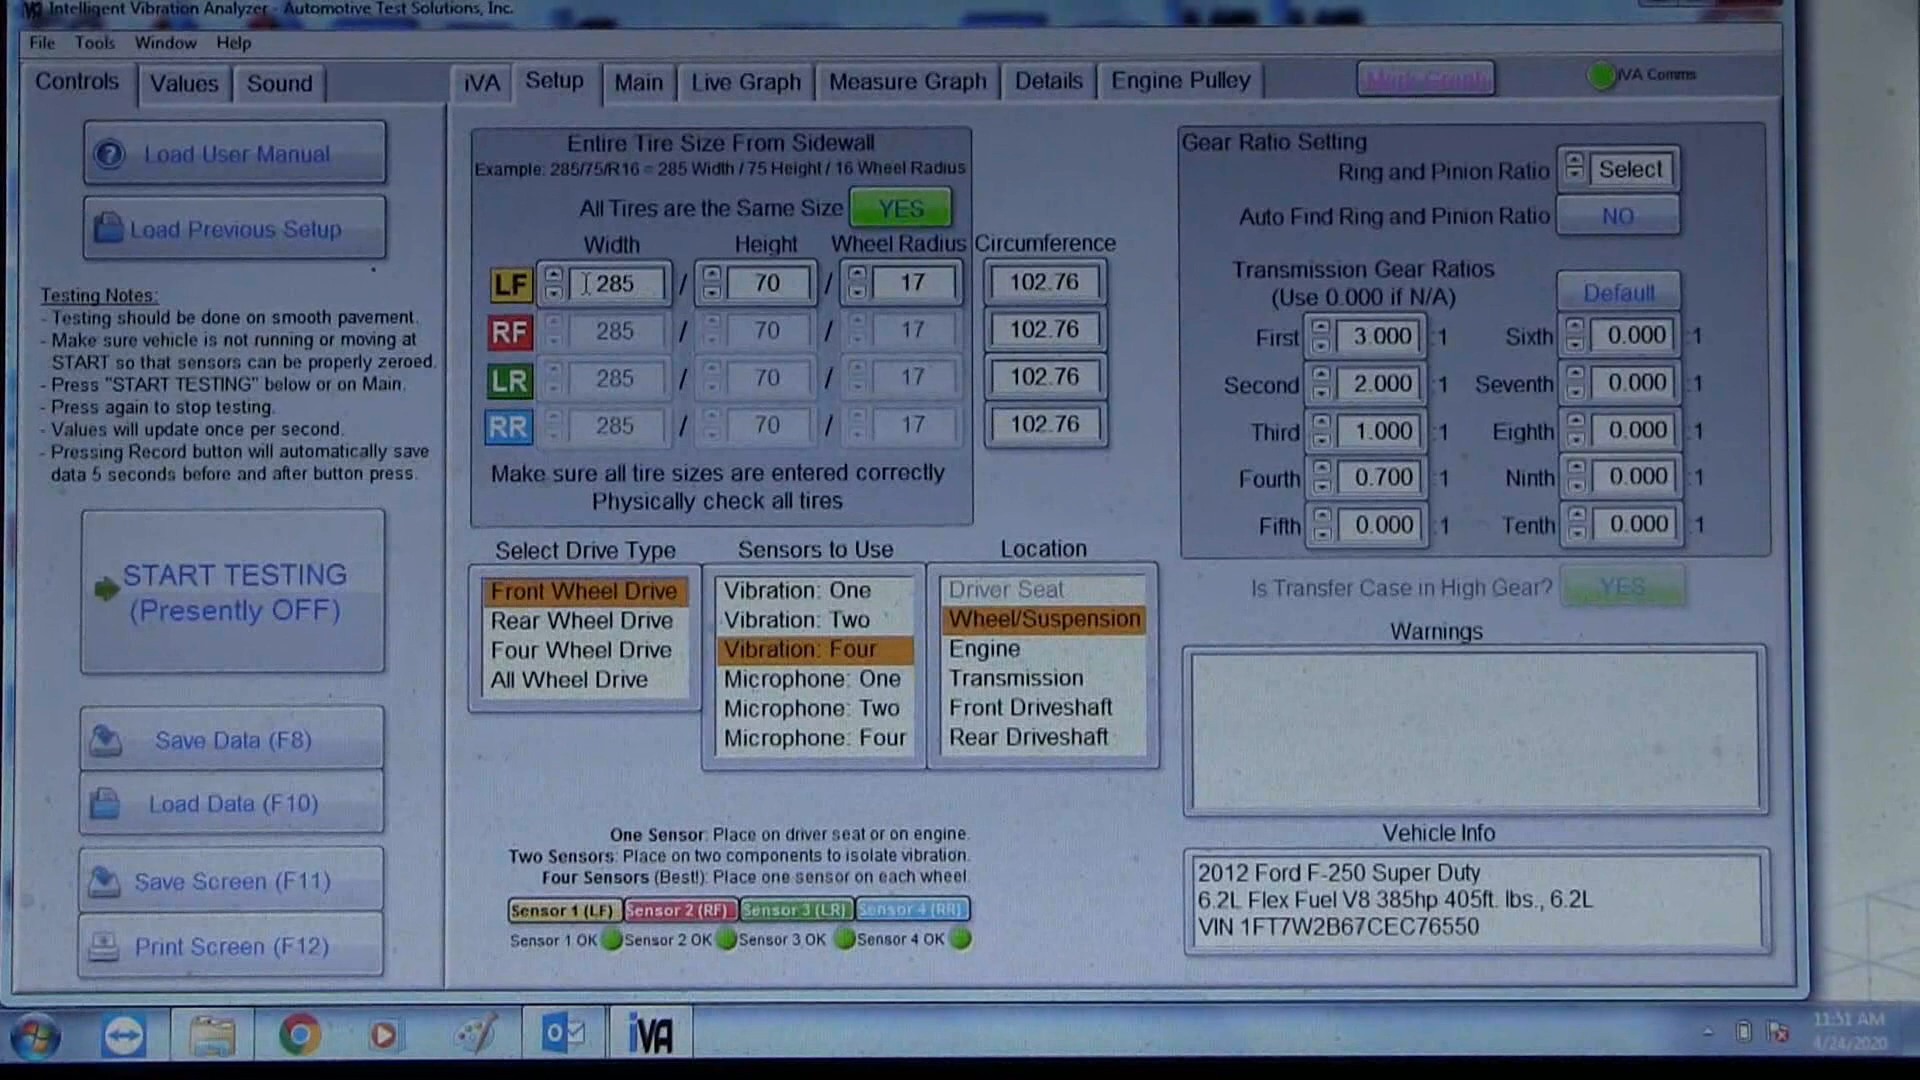 Intelligent Vibration Analyzer - Automotive Test Solutions, Inc.
File Tools Window Help
Controls Values Sound
iVA Setup Main Live Graph Measure Graph Details Engine Pulley
iVA Comms
Load User Manual
Load Previous Setup
Testing Notes:
- Testing should be done on smooth pavement.
- Make sure vehicle is not running or moving at
START so that sensors can be properly zeroed.
- Press "START TESTING" below or on Main.
- Press again to stop testing.
- Values will update once per second.
- Pressing Record button will automatically save
data 5 seconds before and after button press.
START TESTING
(Presently OFF)
Save Data (F8)
Load Data (F10)
Save Screen (F11)
Print Screen (F12)
Entire Tire Size From Sidewall
Example: 285/75/R16 = 285 Width / 75 Height / 16 Wheel Radius
All Tires are the Same Size YES
Width Height Wheel Radius Circumference
LF 285 / 70 / 17 102.76
RF 285 / 70 / 17 102.76
LR 285 / 70 / 17 102.76
RR 285 / 70 / 17 102.76
Make sure all tire sizes are entered correctly
Physically check all tires
Select Drive Type
Front Wheel Drive
Rear Wheel Drive
Four Wheel Drive
All Wheel Drive
Sensors to Use
Vibration: One
Vibration: Two
Vibration: Four
Microphone: One
Microphone: Two
Microphone: Four
Location
Driver Seat
Wheel/Suspension
Engine
Transmission
Front Driveshaft
Rear Driveshaft
One Sensor: Place on driver seat or on engine.
Two Sensors: Place on two components to isolate vibration.
Four Sensors (Best!): Place one sensor on each wheel.
Sensor 1 (LF) Sensor 2 (RF) Sensor 3 (LR) Sensor 4 (RR)
Sensor 1 OK Sensor 2 OK Sensor 3 OK Sensor 4 OK
Gear Ratio Setting
Ring and Pinion Ratio Select
Auto Find Ring and Pinion Ratio NO
Transmission Gear Ratios
(Use 0.000 if N/A) Default
First 3.000 :1 Sixth 0.000 :1
Second 2.000 :1 Seventh 0.000 :1
Third 1.000 :1 Eighth 0.000 :1
Fourth 0.700 :1 Ninth 0.000 :1
Fifth 0.000 :1 Tenth 0.000 :1
Is Transfer Case in High Gear? YES
Warnings
Vehicle Info
2012 Ford F-250 Super Duty
6.2L Flex Fuel V8 385hp 405ft. lbs., 6.2L
VIN 1FT7W2B67CEC76550
iVA
11:51 AM
4/24/2020